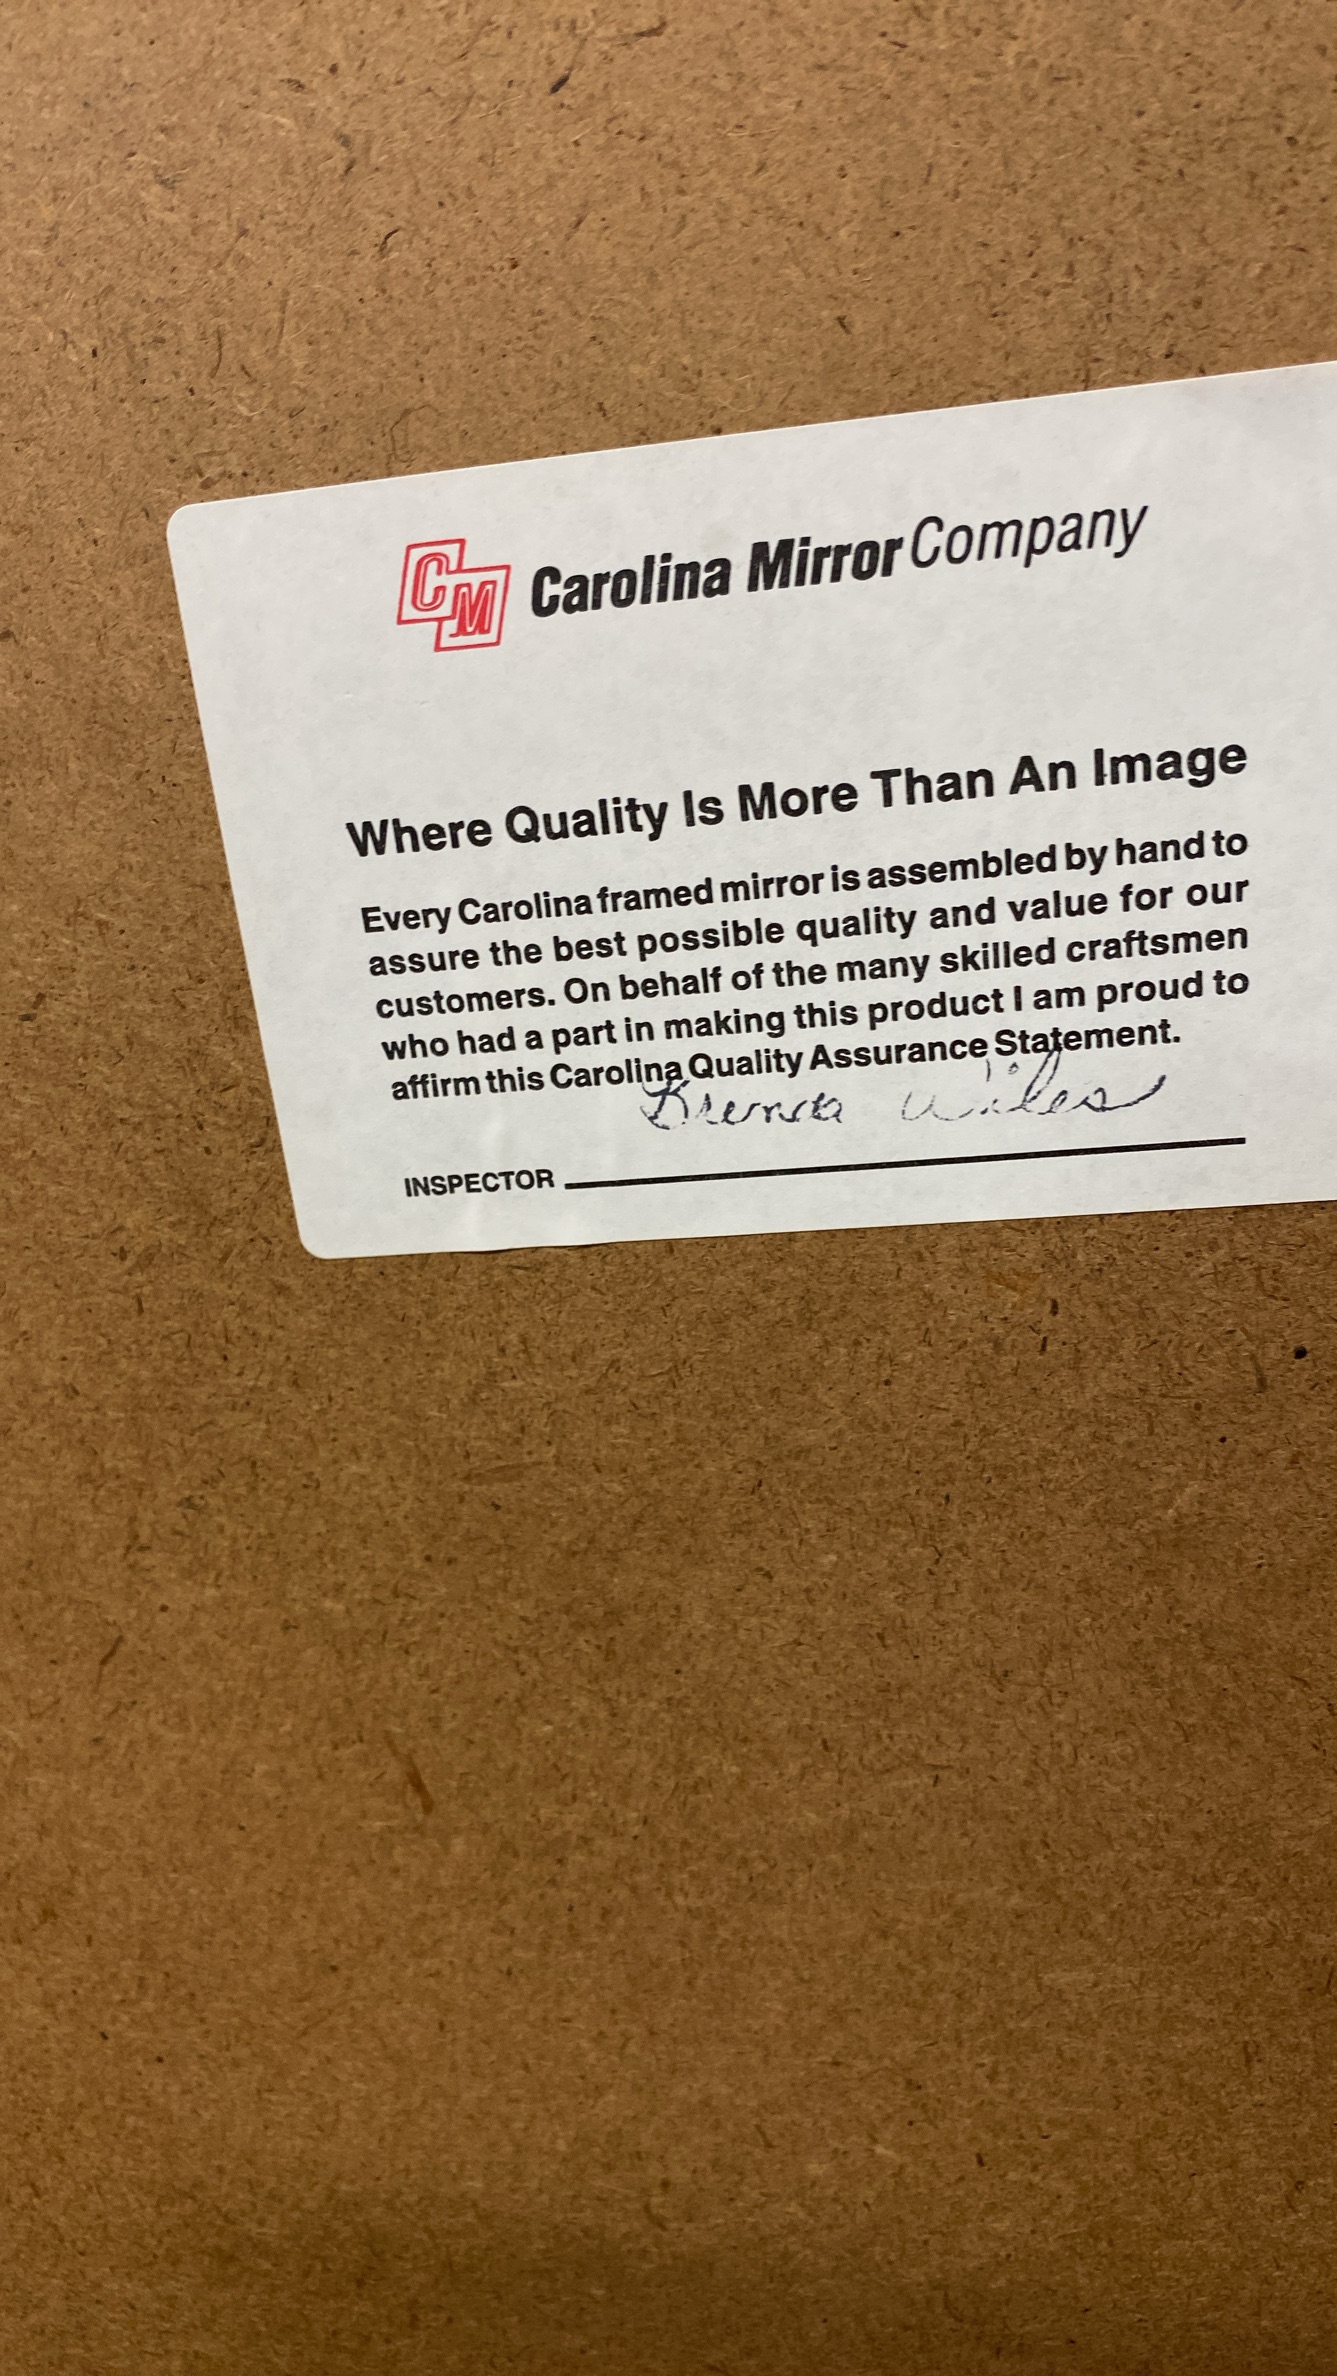 CM Carolina Mirror Company
Where Quality Is More Than An Image
Every Carolina framed mirror is assembled by hand to
assure the best possible quality and value for our
customers. On behalf of the many skilled craftsmen
who had a part in making this product I am proud to
affirm this Carolina Quality Assurance Statement.
Brenda Wiles
INSPECTOR